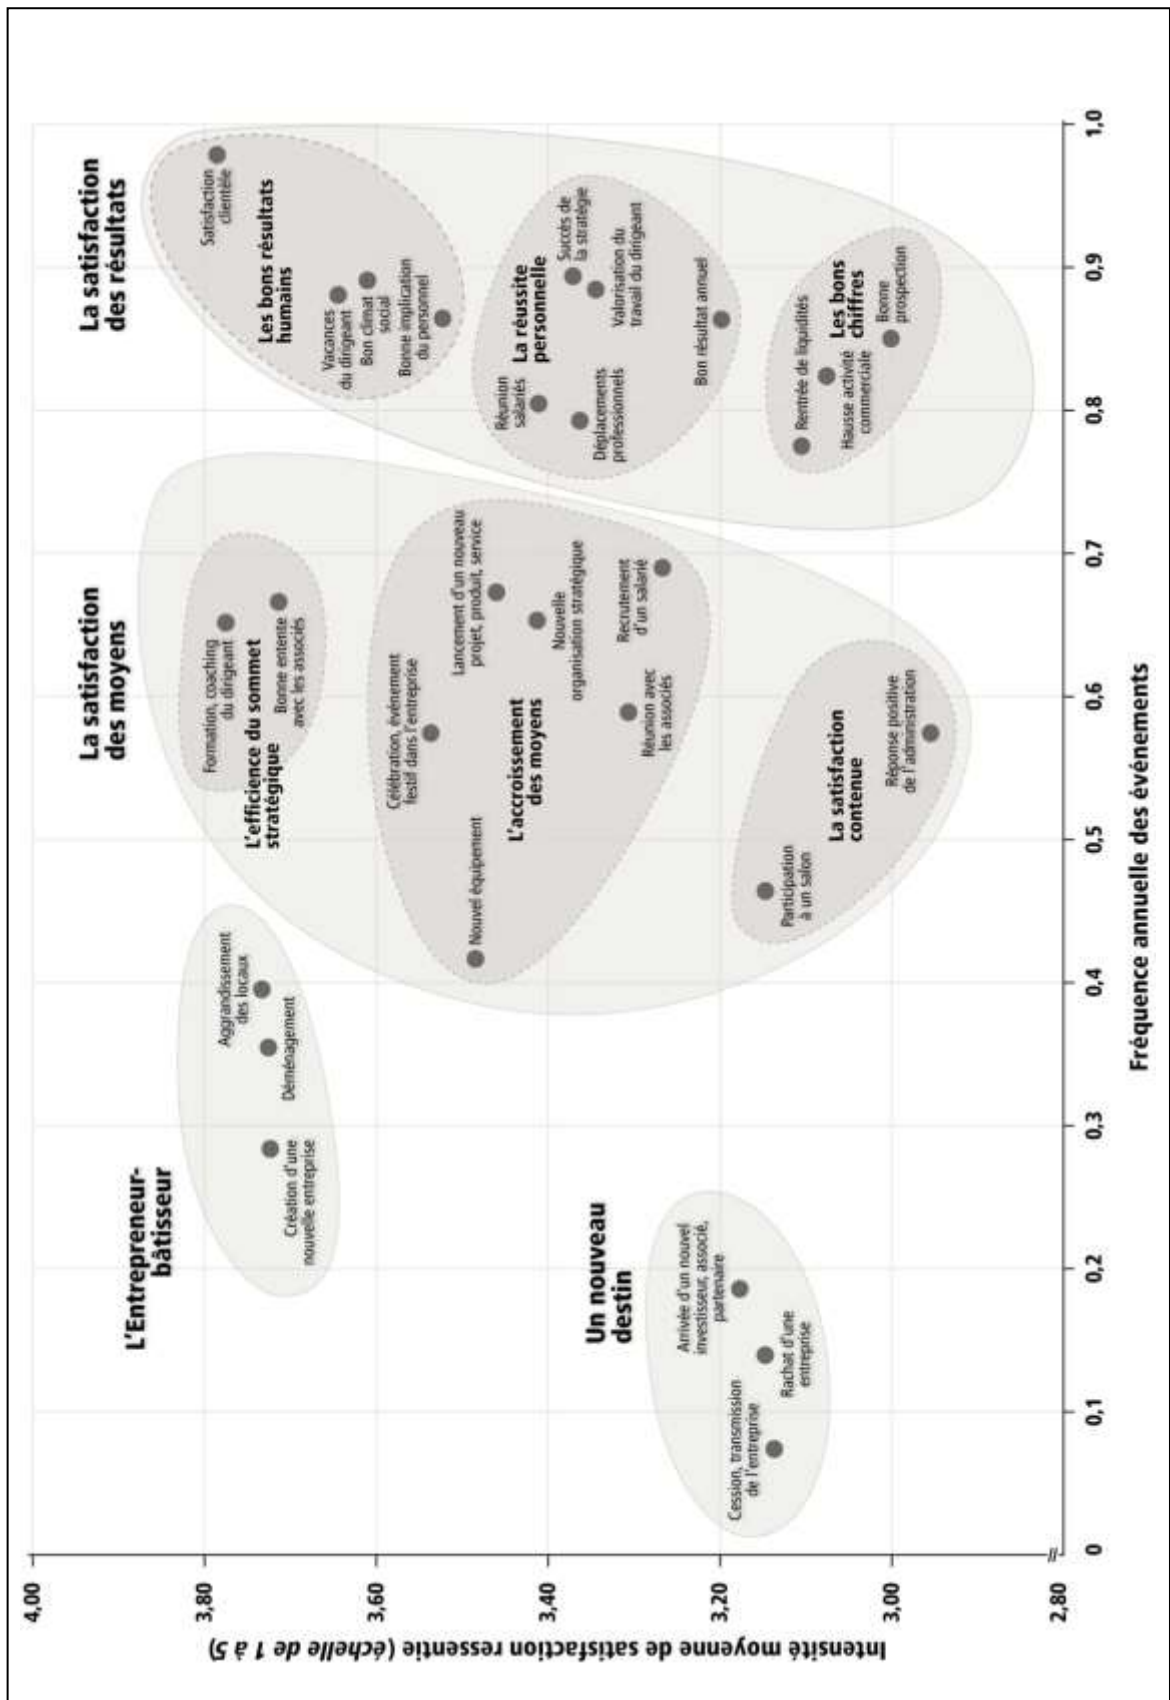 Intensité moyenne de satisfaction ressentie (échelle de 1 à 5)
4,00
3,80
3,60
3,40
3,20
3,00
2,80
L'Entrepreneur-
bâtisseur
Création d'une
nouvelle entreprise
Déménagement
Aggrandissement
des locaux
Un nouveau
destin
Cession, transmission
de l'entreprise
Rachat d'une
entreprise
Arrivée d'un nouvel
investisseur, associé,
partenaire
La satisfaction
des moyens
Formation, coaching
du dirigeant
Bonne entente
avec les associés
L'efficience du sommet
stratégique
Célébration, événement
festif dans l'entreprise
Nouvel équipement
Lancement d'un nouveau
projet, produit, service
L'accroissement
des moyens
Nouvelle
organisation stratégique
Recrutement
d'un salarié
Réunion avec
les associés
Participation
à un salon
La satisfaction
contenue
Réponse positive
de l'administration
La satisfaction
des résultats
Satisfaction
clientèle
Les bons résultats
humains
Vacances
du dirigeant
Bon climat
social
Bonne implication
du personnel
Réunion
salariés
La réussite
personnelle
Succès de
la stratégie
Déplacements
professionnels
Valorisation du
travail du dirigeant
Bon résultat annuel
Rentrée de liquidités
Hausse activité
commerciale
Les bons
chiffres
Bonne
prospection
0
0,1
0,2
0,3
0,4
0,5
0,6
0,7
0,8
0,9
1,0
Fréquence annuelle des événements